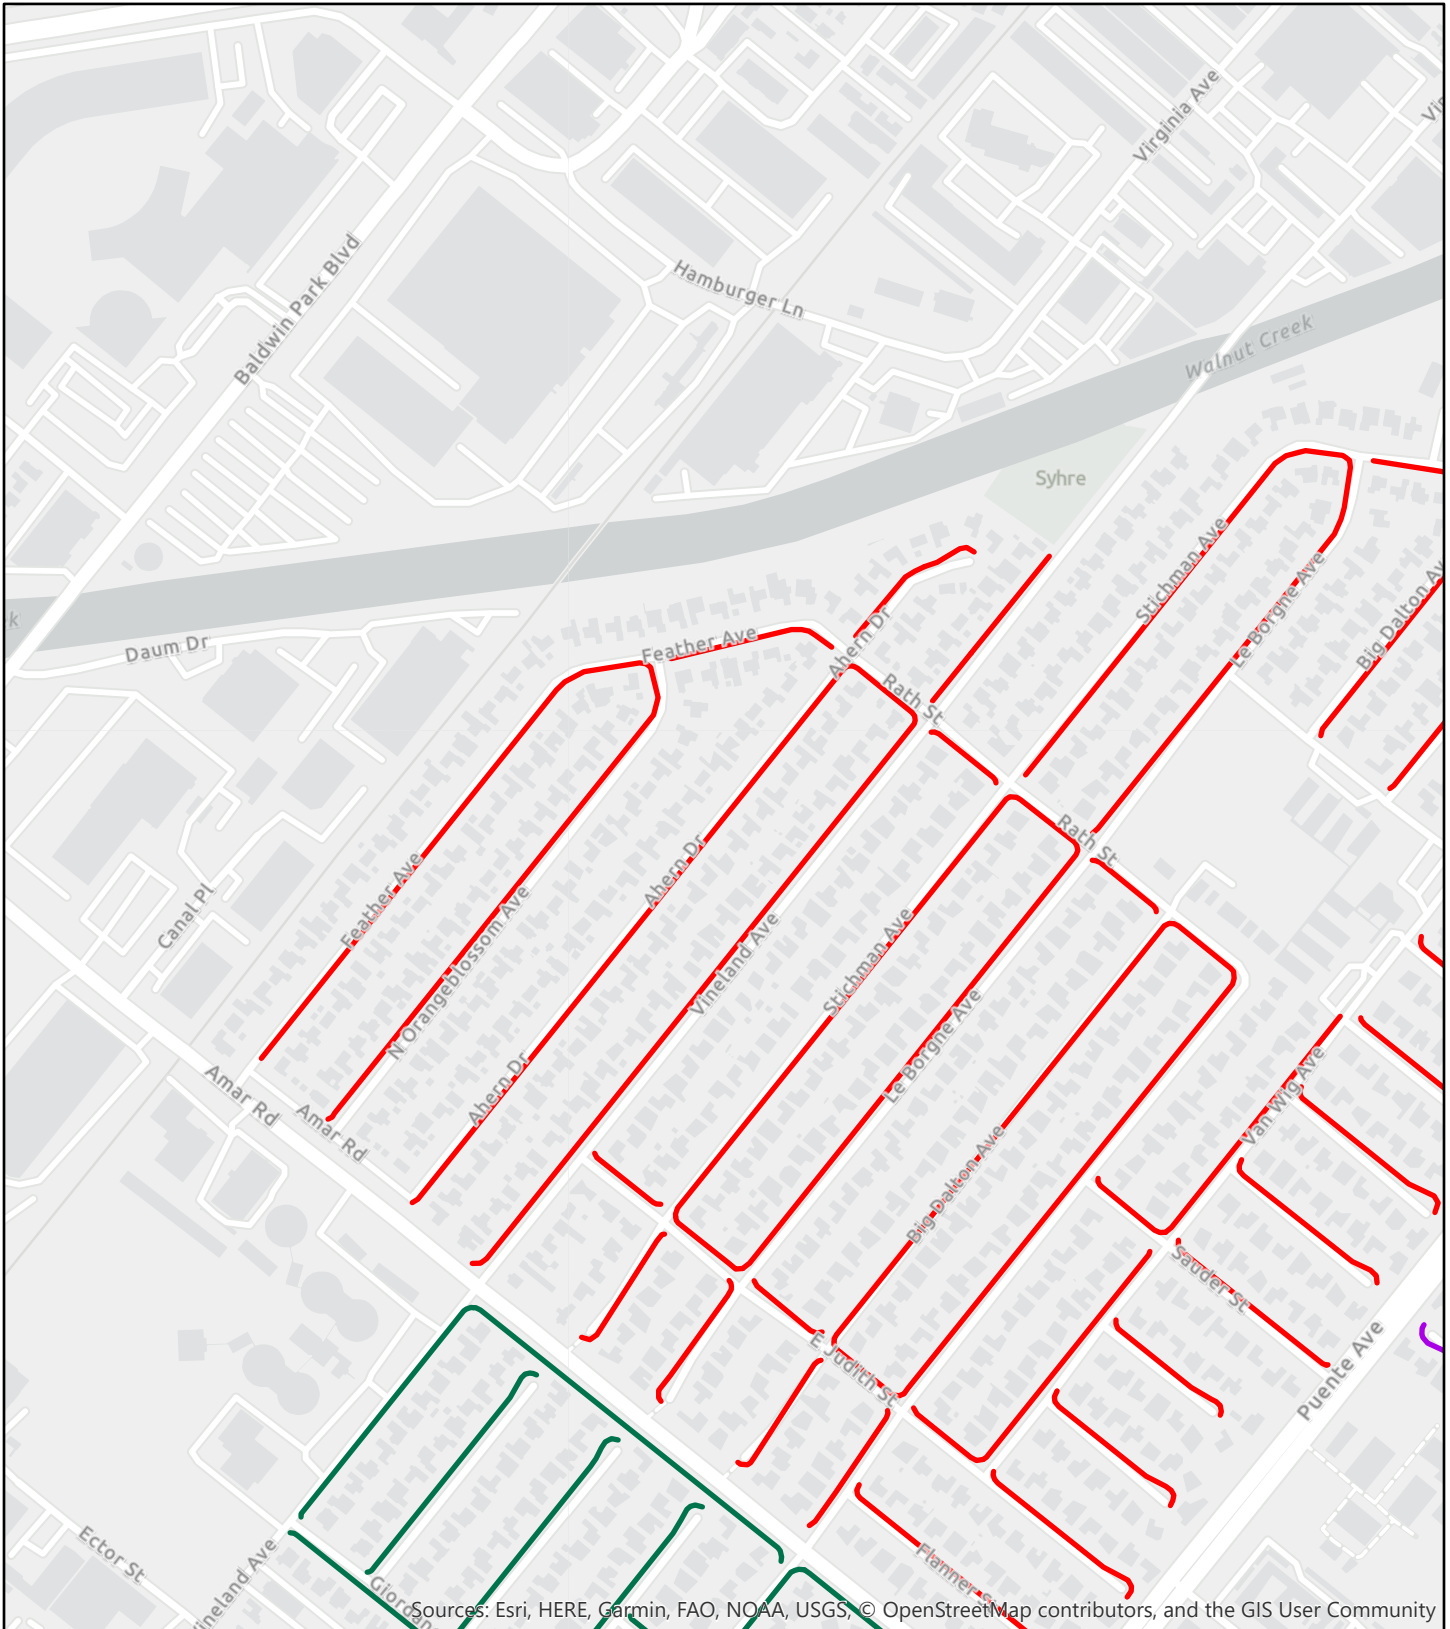 Virginia Ave
Baldwin Park Blvd
Hamburger Ln
Walnut Creek
Syhre
Stichman Ave
Le Borgne Ave
Big Dalton Av
Daum Dr
Feather Ave
Ahern Dr
Rath St
Rath St
Feather Ave
Ahern Dr
Canal Pl
N Orangeblossom Ave
Vineland Ave
Stichman Ave
Le Borgne Ave
Amar Rd
Amar Rd
Ahern Dr
Van Wig Ave
Big Dalton Ave
Sauder St
E Judith St
Puente Ave
Ector St
ineland Ave
Flanner S
Sources: Esri, HERE, Garmin, FAO, NOAA, USGS, © OpenStreetMap contributors, and the GIS User Community